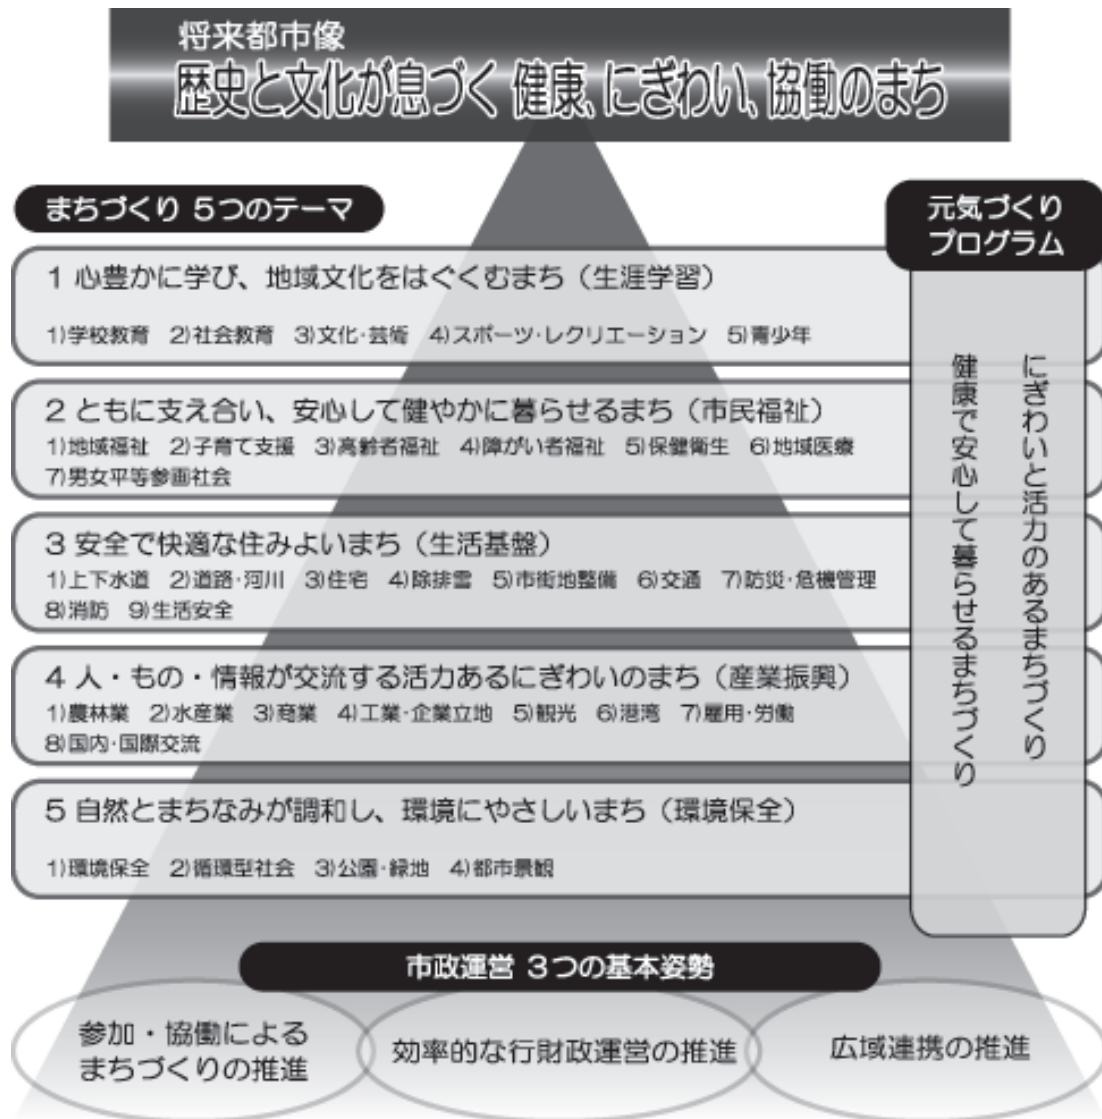 将来都市像
歴史と文化が息づく 健康、にぎわい、協働のまち
まちづくり 5つのテーマ
1 心豊かに学び、地域文化をはぐくむまち（生涯学習）
1)学校教育 2)社会教育 3)文化・芸術 4)スポーツ・レクリエーション 5)青少年
2 ともに支え合い、安心して健やかに暮らせるまち（市民福祉）
1)地域福祉 2)子育て支援 3)高齢者福祉 4)障がい者福祉 5)保健衛生 6)地域医療
7)男女平等参画社会
3 安全で快適な住みよいまち（生活基盤）
1)上下水道 2)道路・河川 3)住宅 4)除排雪 5)市街地整備 6)交通 7)防災・危機管理
8)消防 9)生活安全
4 人・もの・情報が交流する活力あるにぎわいのまち（産業振興）
1)農林業 2)水産業 3)商業 4)工業・企業立地 5)観光 6)港湾 7)雇用・労働
8)国内・国際交流
5 自然とまちなみが調和し、環境にやさしいまち（環境保全）
1)環境保全 2)循環型社会 3)公園・緑地 4)都市景観
元気づくり
プログラム
にぎわいと活力のあるまちづくり
健康で安心して暮らせるまちづくり
市政運営 3つの基本姿勢
参加・協働による
まちづくりの推進
効率的な行財政運営の推進
広域連携の推進